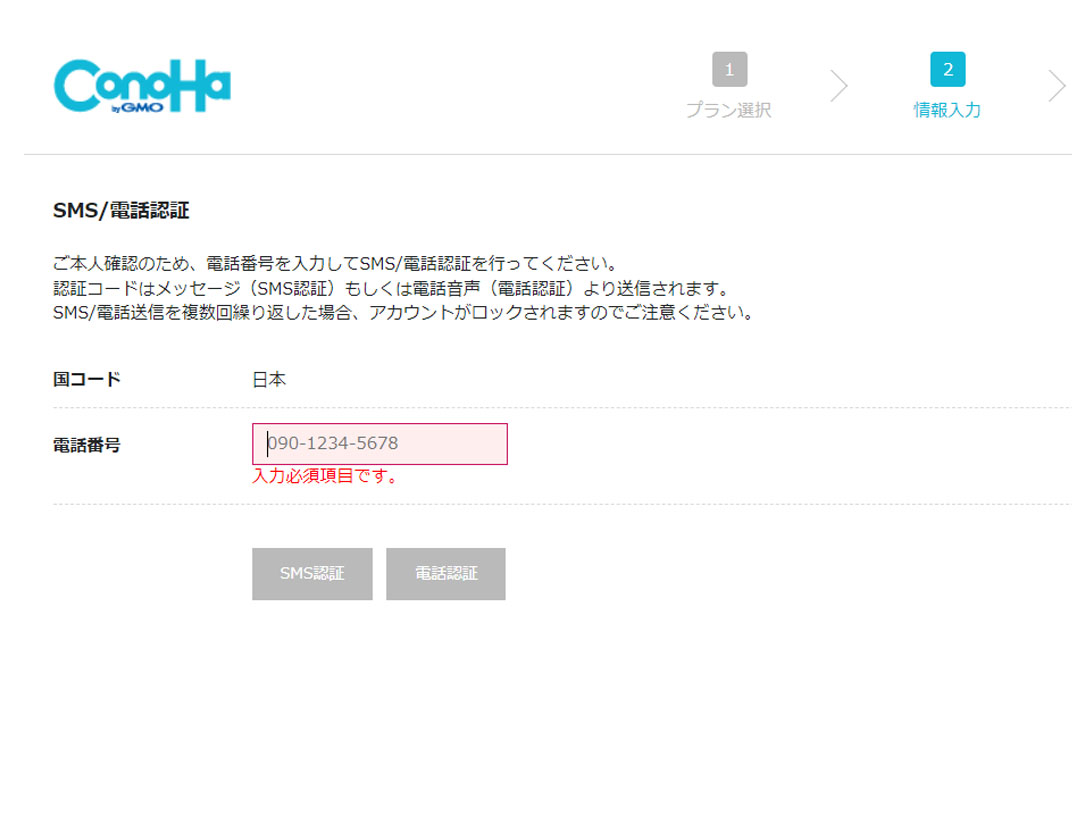 ConoHa
by GMO
1
プラン選択
2
情報入力
SMS/電話認証
ご本人確認のため、電話番号を入力してSMS/電話認証を行ってください。
認証コードはメッセージ（SMS認証）もしくは電話音声（電話認証）より送信されます。
SMS/電話送信を複数回繰り返した場合、アカウントがロックされますのでご注意ください。
国コード 日本
電話番号 090-1234-5678
入力必須項目です。
SMS認証 電話認証